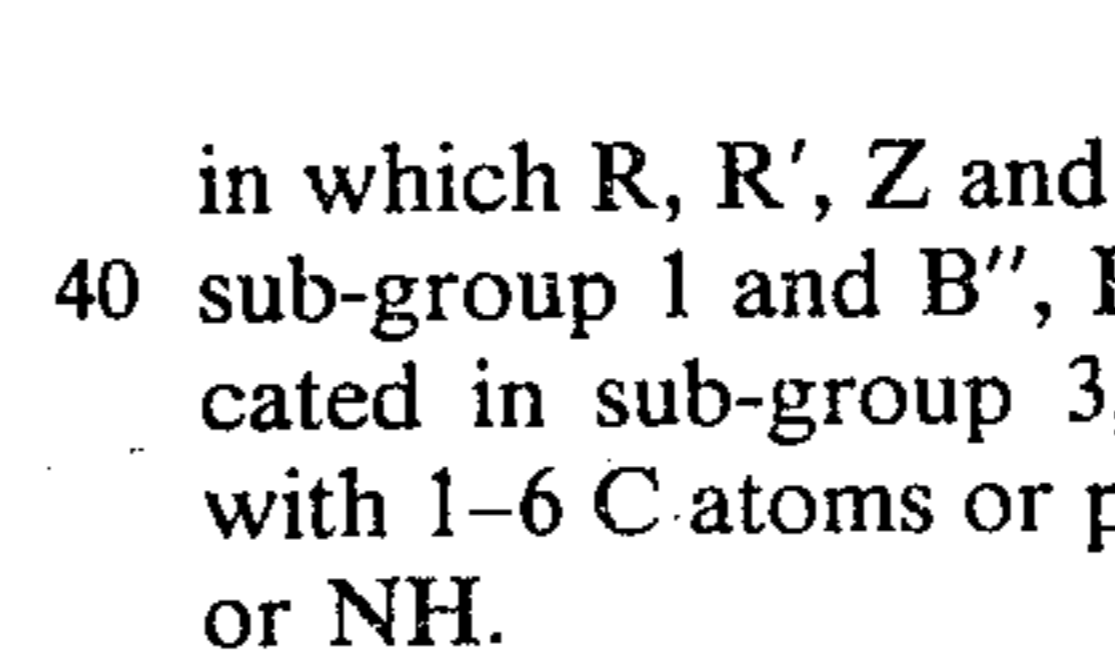 in which R, R′, Z and
40 sub-group 1 and B″,
cated in sub-group 3,
with 1–6 C atoms or
or NH.